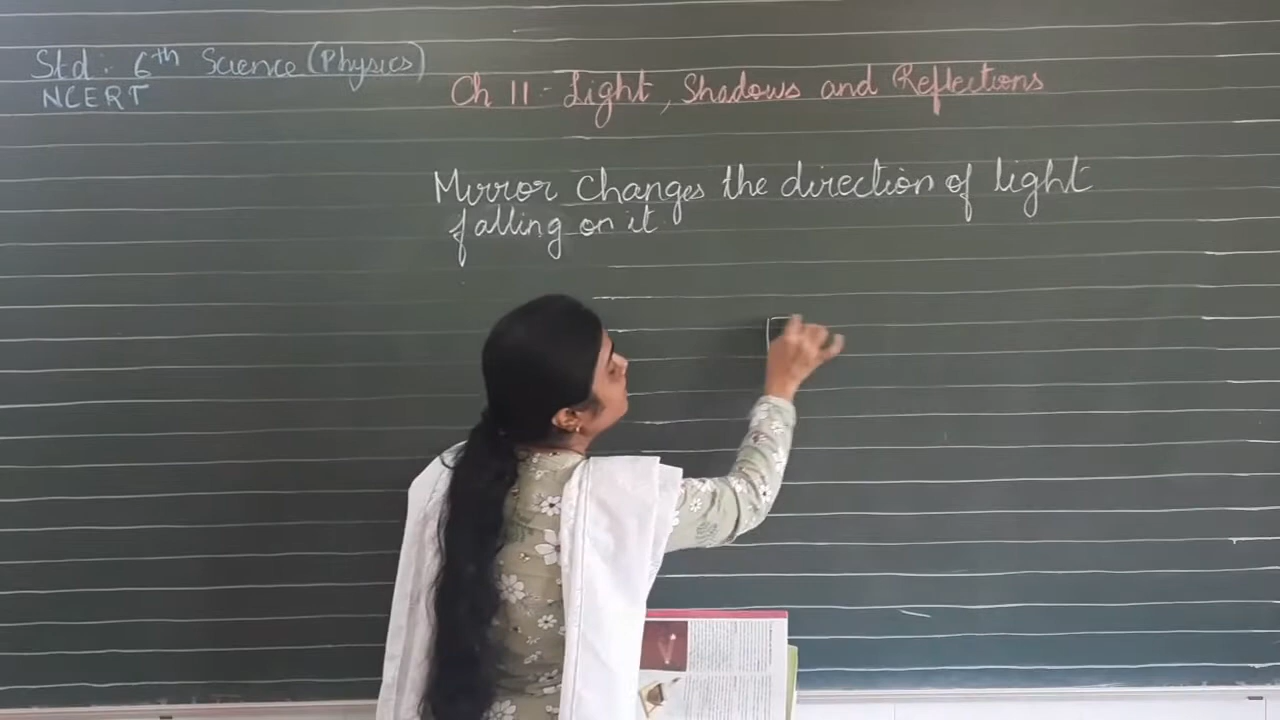 Std: 6th Science (Physics)
NCERT
Ch 11 - Light, Shadows and Reflections
Mirror changes the direction of light
falling on it